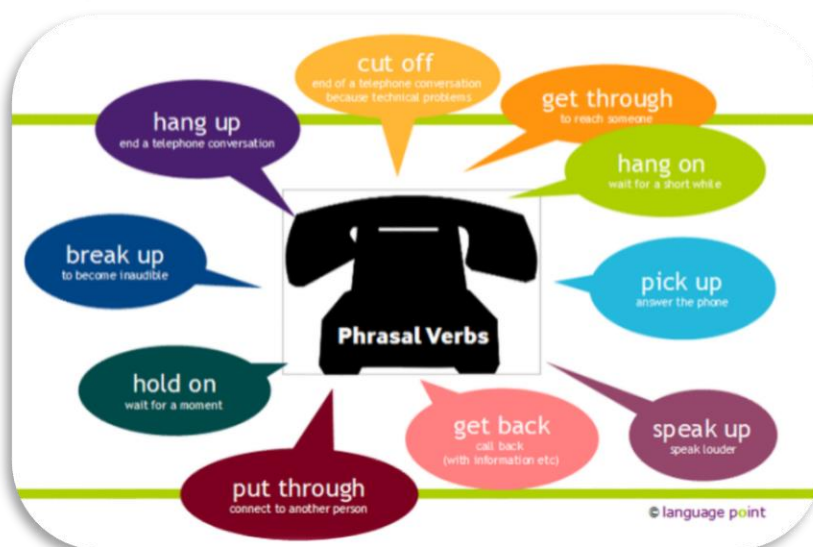 cut off
end of a telephone conversation
because technical problems
get through
to reach someone
hang up
end a telephone conversation
hang on
wait for a short while
break up
to become inaudible
pick up
answer the phone
Phrasal Verbs
hold on
wait for a moment
get back
call back
(with information etc)
speak up
speak louder
put through
connect to another person
© language point